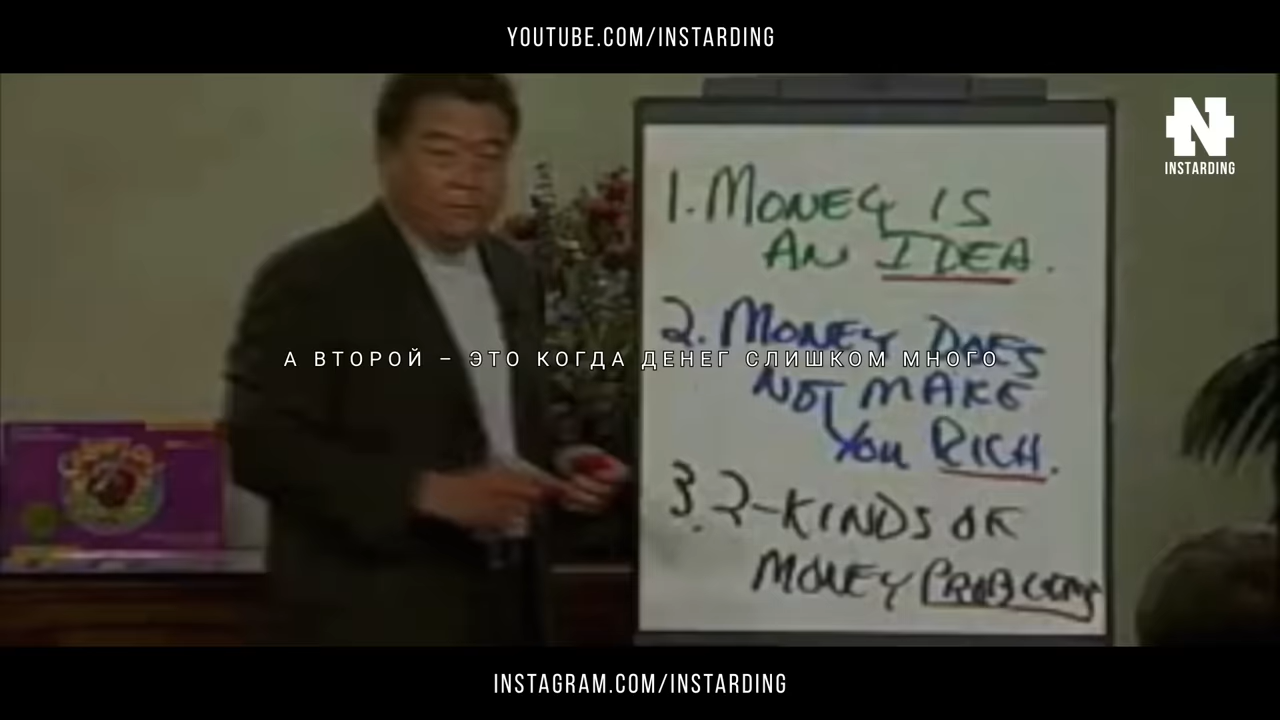 YOUTUBE.COM/INSTARDING
N
INSTARDING
1. MONEY IS
AN IDEA.
2. MONEY DOES
А ВТОРОЙ – ЭТО КОГДА ДЕНЕГ СЛИШКОМ МНОГО
NOT MAKE
YOU RICH.
3. 2-KINDS OF
MONEY PROBLEMS
INSTAGRAM.COM/INSTARDING